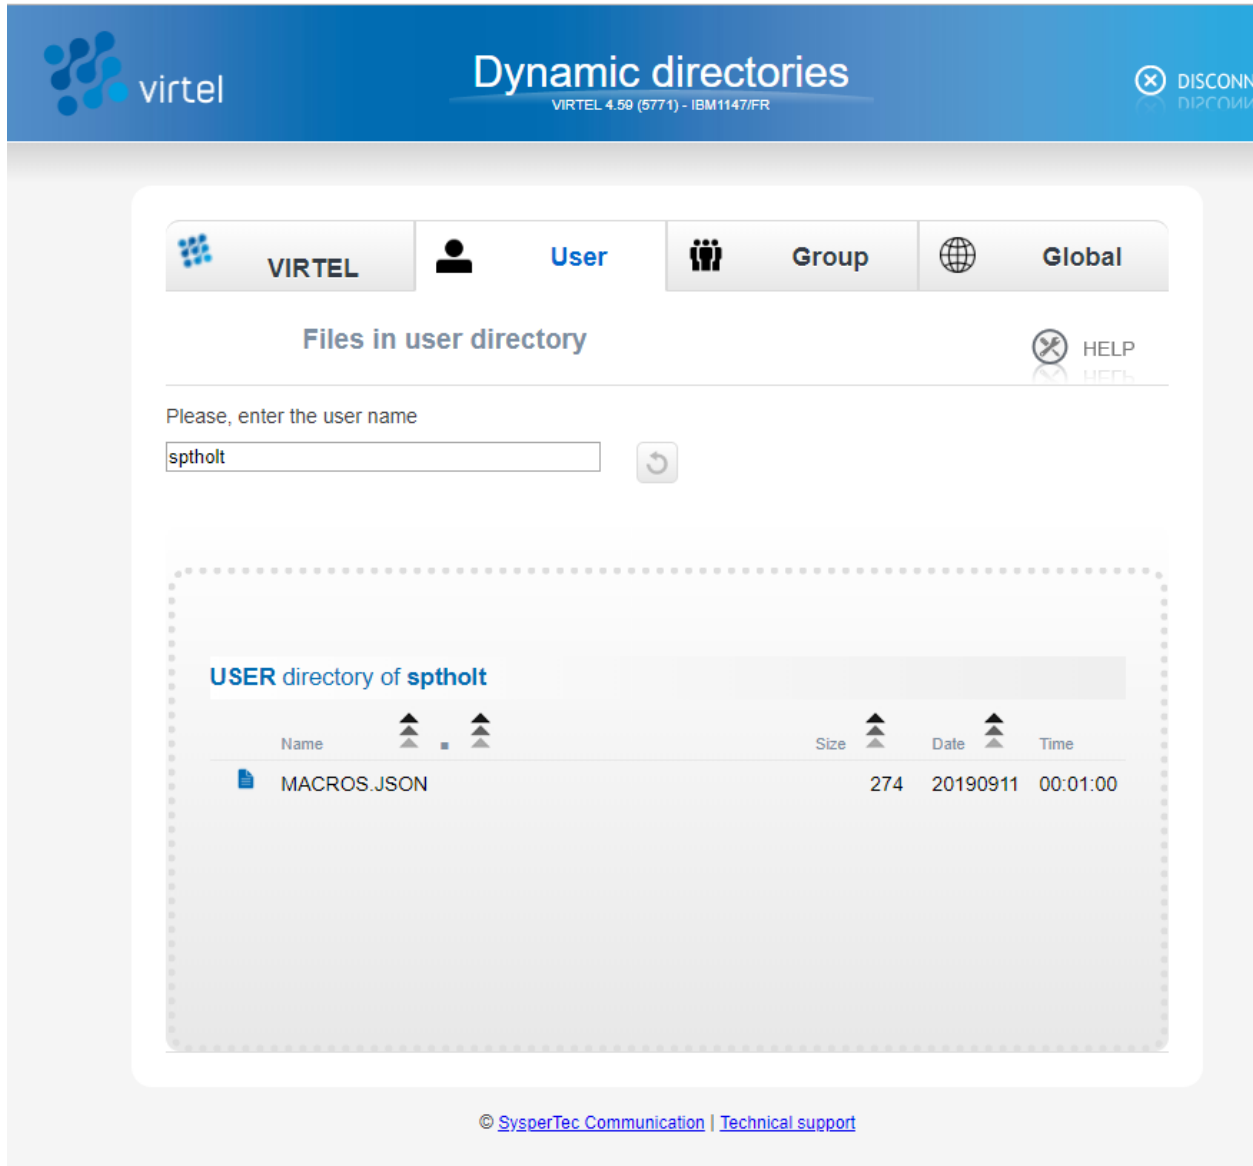 virtel
Dynamic directories
VIRTEL 4.59 (5771) - IBM1147/FR
DISCONN
VIRTEL
User
Group
Global
Files in user directory
HELP
Please, enter the user name
sptholt
USER directory of sptholt
Name . Size Date Time
MACROS.JSON 274 20190911 00:01:00
© SysperTec Communication | Technical support